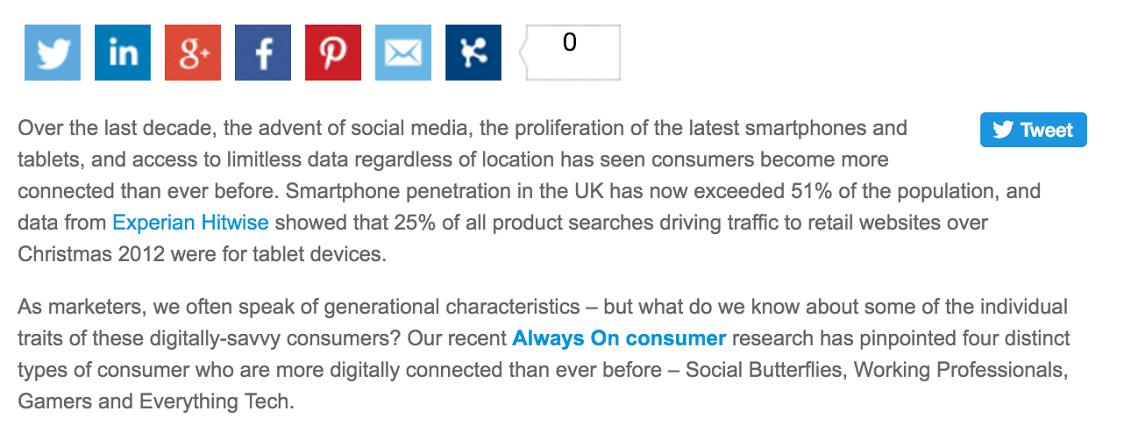 in
g+
f
0
Tweet
Over the last decade, the advent of social media, the proliferation of the latest smartphones and
tablets, and access to limitless data regardless of location has seen consumers become more
connected than ever before. Smartphone penetration in the UK has now exceeded 51% of the population, and
data from Experian Hitwise showed that 25% of all product searches driving traffic to retail websites over
Christmas 2012 were for tablet devices.
As marketers, we often speak of generational characteristics – but what do we know about some of the individual
traits of these digitally-savvy consumers? Our recent Always On consumer research has pinpointed four distinct
types of consumer who are more digitally connected than ever before – Social Butterflies, Working Professionals,
Gamers and Everything Tech.